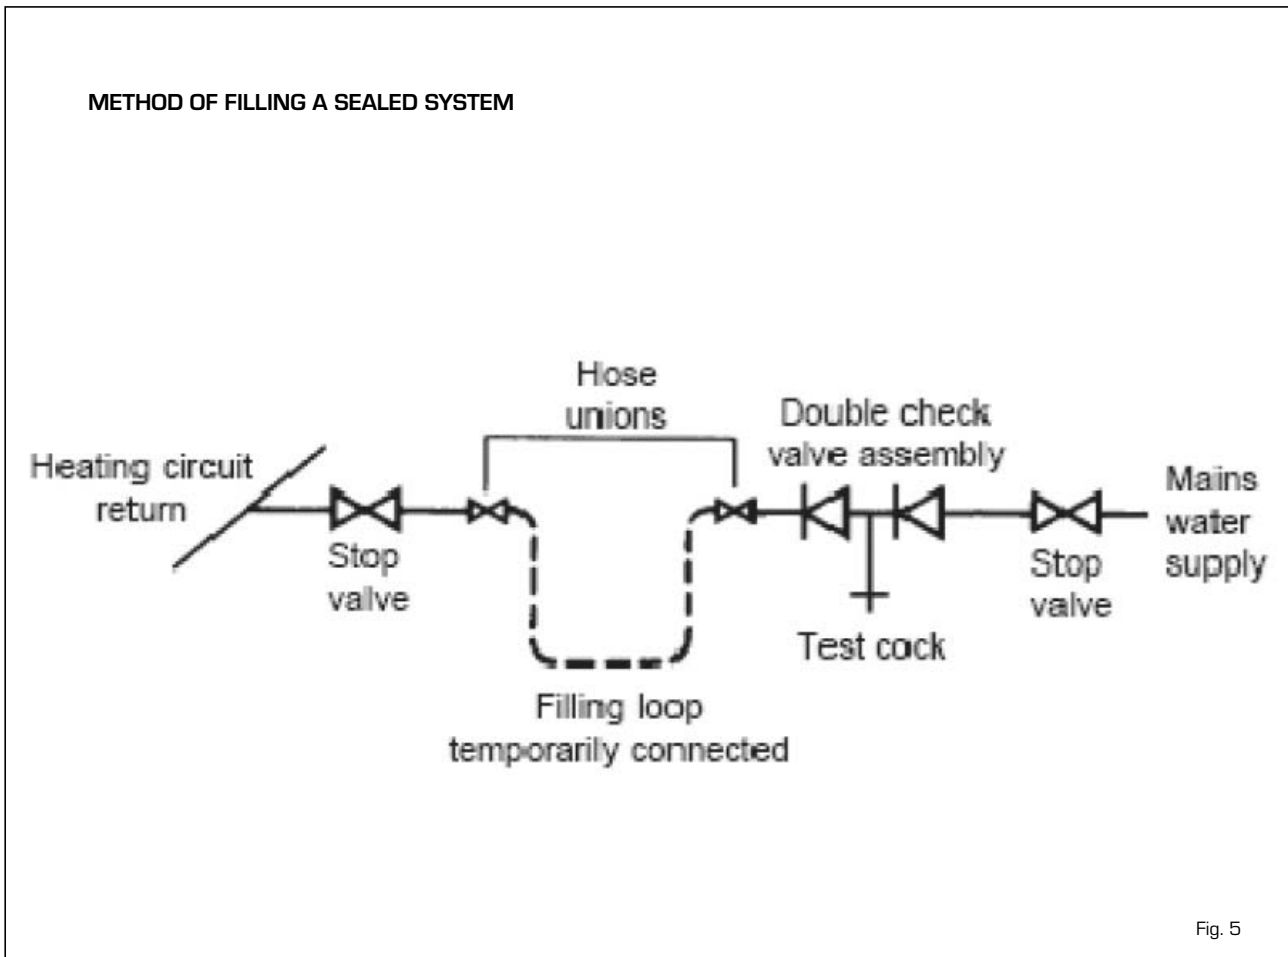 METHOD OF FILLING A SEALED SYSTEM
Hose
unions
Double check
valve assembly
Heating circuit
return
Mains
water
supply
Stop
valve
Stop
valve
Test cock
Filling loop
temporarily connected
Fig. 5